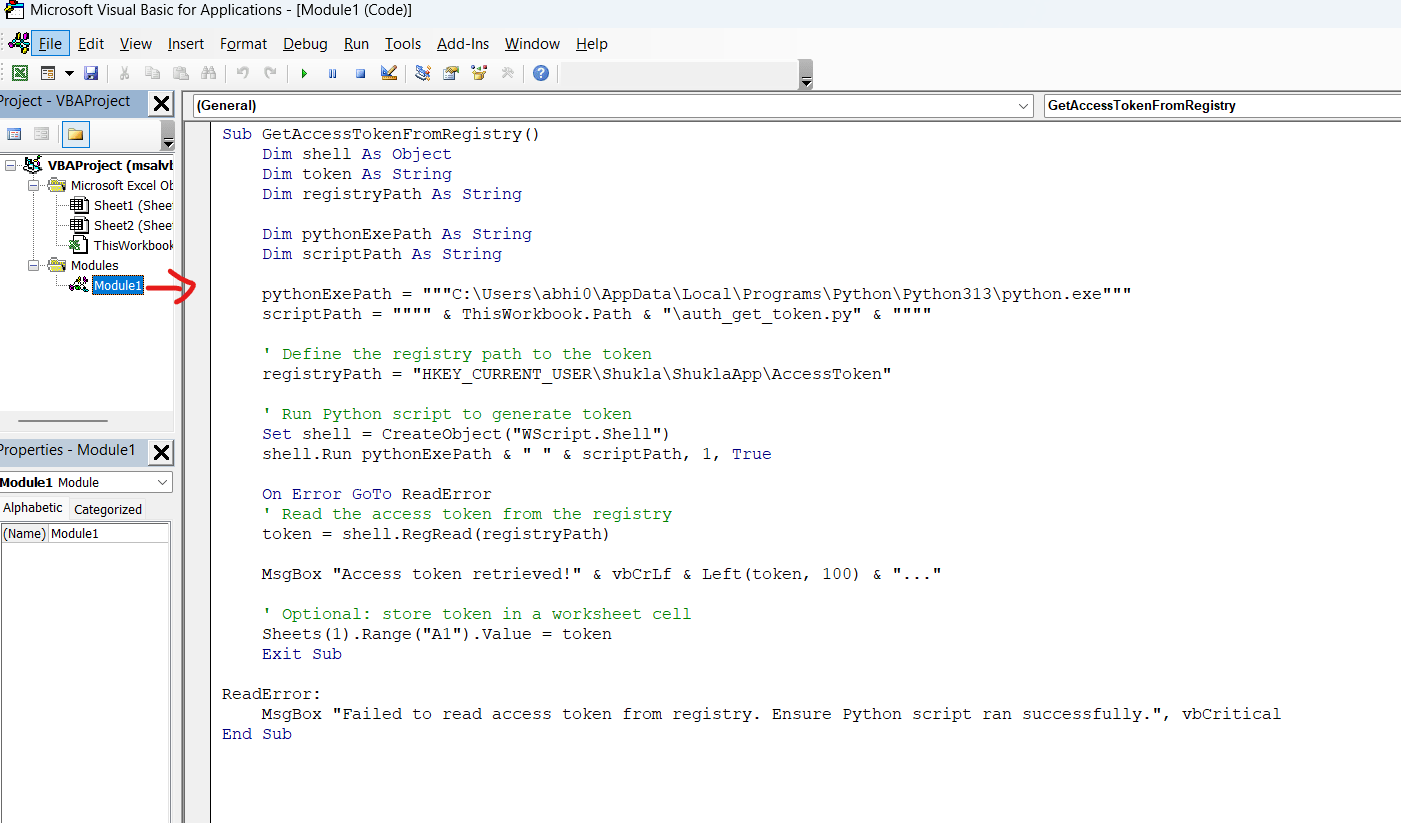 Microsoft Visual Basic for Applications - [Module1 (Code)]
File Edit View Insert Format Debug Run Tools Add-Ins Window Help
Project - VBAProject
(General)
GetAccessTokenFromRegistry
VBAProject (msalvb
Microsoft Excel Ob
Sheet1 (Shee
Sheet2 (Shee
ThisWorkbook
Modules
Module1
Properties - Module1
Module1 Module
Alphabetic Categorized
(Name) Module1
Sub GetAccessTokenFromRegistry()
    Dim shell As Object
    Dim token As String
    Dim registryPath As String
    Dim pythonExePath As String
    Dim scriptPath As String
    pythonExePath = """C:\Users\abhi0\AppData\Local\Programs\Python\Python313\python.exe"""
    scriptPath = """" & ThisWorkbook.Path & "\auth_get_token.py" & """"
    ' Define the registry path to the token
    registryPath = "HKEY_CURRENT_USER\Shukla\ShuklaApp\AccessToken"
    ' Run Python script to generate token
    Set shell = CreateObject("WScript.Shell")
    shell.Run pythonExePath & " " & scriptPath, 1, True
    On Error GoTo ReadError
    ' Read the access token from the registry
    token = shell.RegRead(registryPath)
    MsgBox "Access token retrieved!" & vbCrLf & Left(token, 100) & "..."
    ' Optional: store token in a worksheet cell
    Sheets(1).Range("A1").Value = token
    Exit Sub
ReadError:
    MsgBox "Failed to read access token from registry. Ensure Python script ran successfully.", vbCritical
End Sub